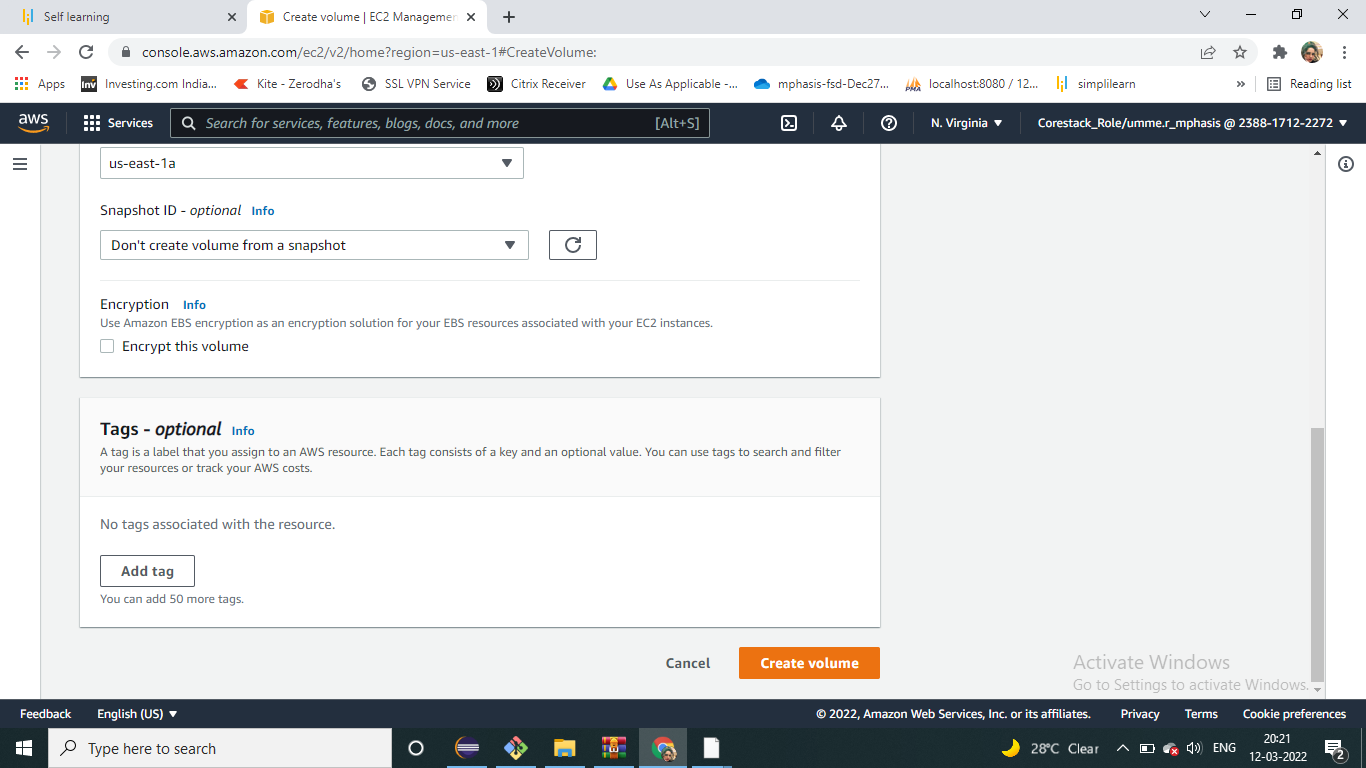 Self learning
Create volume | EC2 Managemen
console.aws.amazon.com/ec2/v2/home?region=us-east-1#CreateVolume:
Apps
Inv
Investing.com India...
Kite - Zerodha's
SSL VPN Service
Citrix Receiver
Use As Applicable -...
mphasis-fsd-Dec27...
localhost:8080 / 12...
simplilearn
»
Reading list
aws
Services
Search for services, features, blogs, docs, and more
[Alt+S]
N. Virginia
Corestack_Role/umme.r_mphasis @ 2388-1712-2272
us-east-1a
Snapshot ID - optional Info
Don't create volume from a snapshot
Encryption Info
Use Amazon EBS encryption as an encryption solution for your EBS resources associated with your EC2 instances.
Encrypt this volume
Tags - optional Info
A tag is a label that you assign to an AWS resource. Each tag consists of a key and an optional value. You can use tags to search and filter
your resources or track your AWS costs.
No tags associated with the resource.
Add tag
You can add 50 more tags.
Cancel
Create volume
Activate Windows
Go to Settings to activate Windows.
Feedback
English (US)
© 2022, Amazon Web Services, Inc. or its affiliates.
Privacy
Terms
Cookie preferences
Type here to search
28°C Clear
ENG
20:21
12-03-2022
2